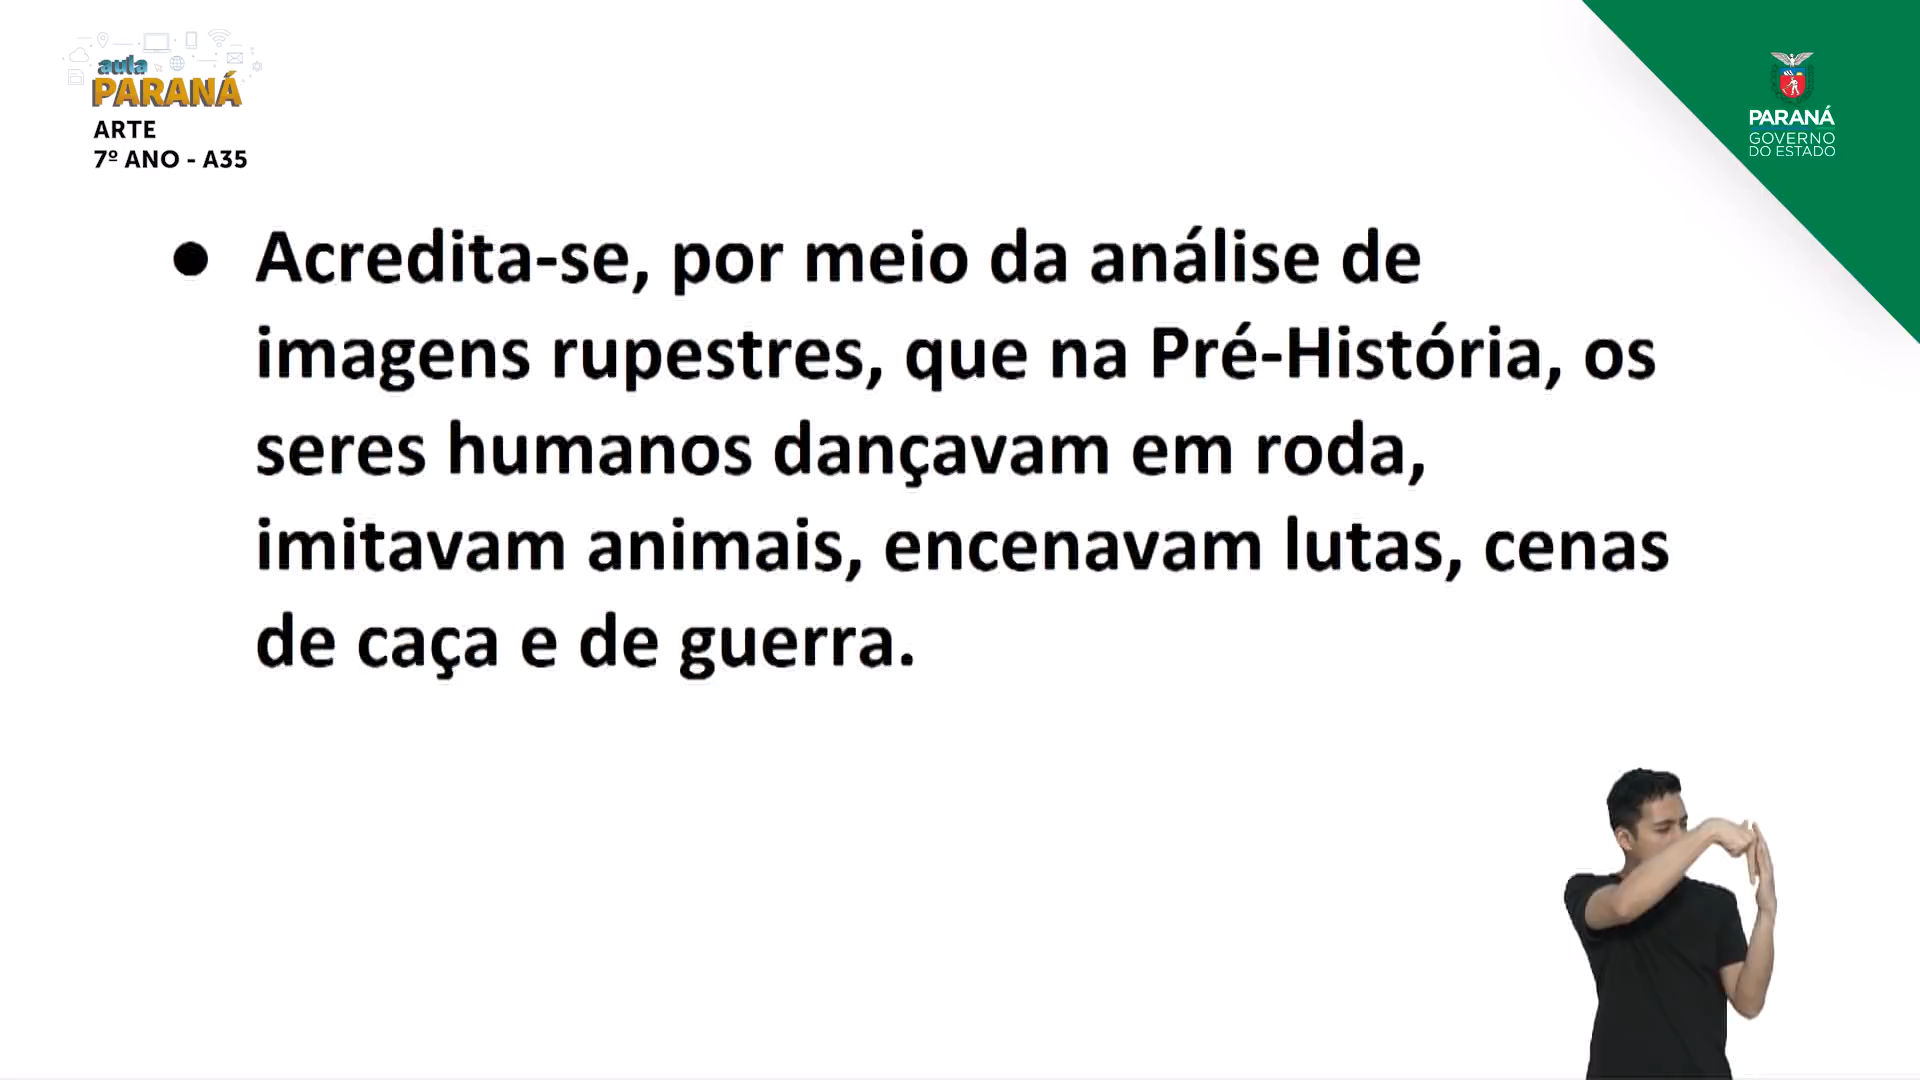 aula
PARANÁ
ARTE
7º ANO - A35
PARANÁ
GOVERNO
DO ESTADO
● Acredita-se, por meio da análise de
imagens rupestres, que na Pré-História, os
seres humanos dançavam em roda,
imitavam animais, encenavam lutas, cenas
de caça e de guerra.